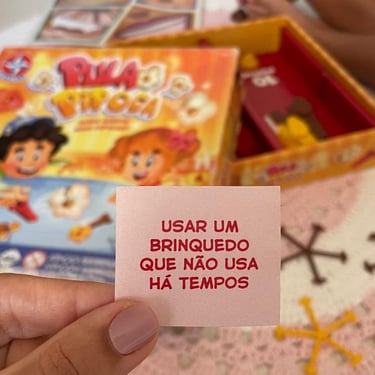 PULA
PIPOCA
USAR UM
BRINQUEDO
QUE NÃO USA
HÁ TEMPOS